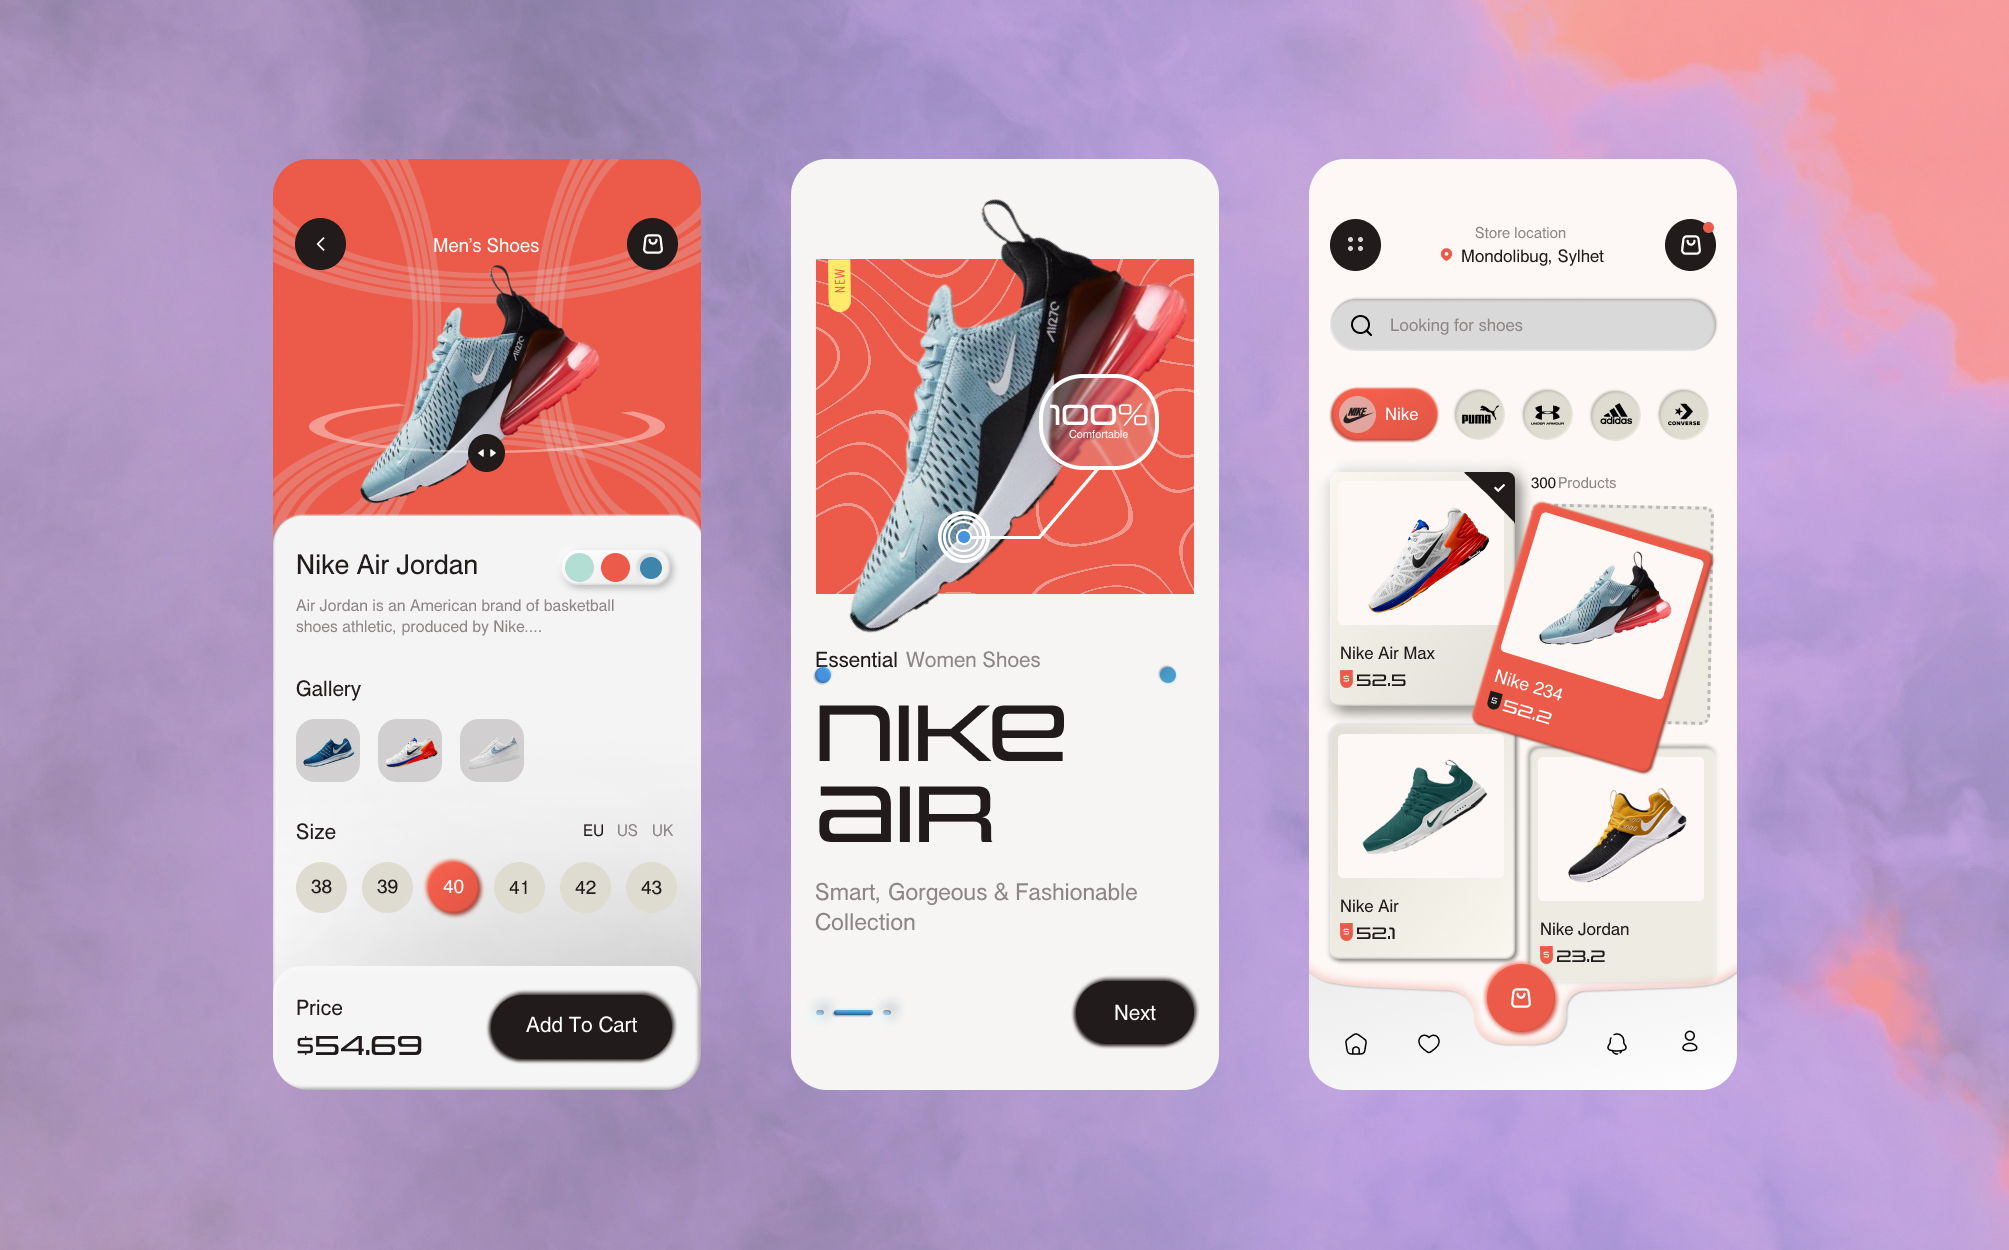 Men's Shoes
AIR27C
Nike Air Jordan
Air Jordan is an American brand of basketball
shoes athletic, produced by Nike....
Gallery
Size
EU US UK
38 39 40 41 42 43
Price
$54.69
Add To Cart
NEW
AIR27C
100%
Comfortable
Essential Women Shoes
nike
air
Smart, Gorgeous & Fashionable
Collection
Next
Store location
Mondolibug, Sylhet
Looking for shoes
NIKE
Nike
PUMA
UNDER ARMOUR
adidas
CONVERSE
300 Products
Nike Air Max
S 52.5
Nike 234
S 52.2
Nike Air
S 52.1
Nike Jordan
S 23.2